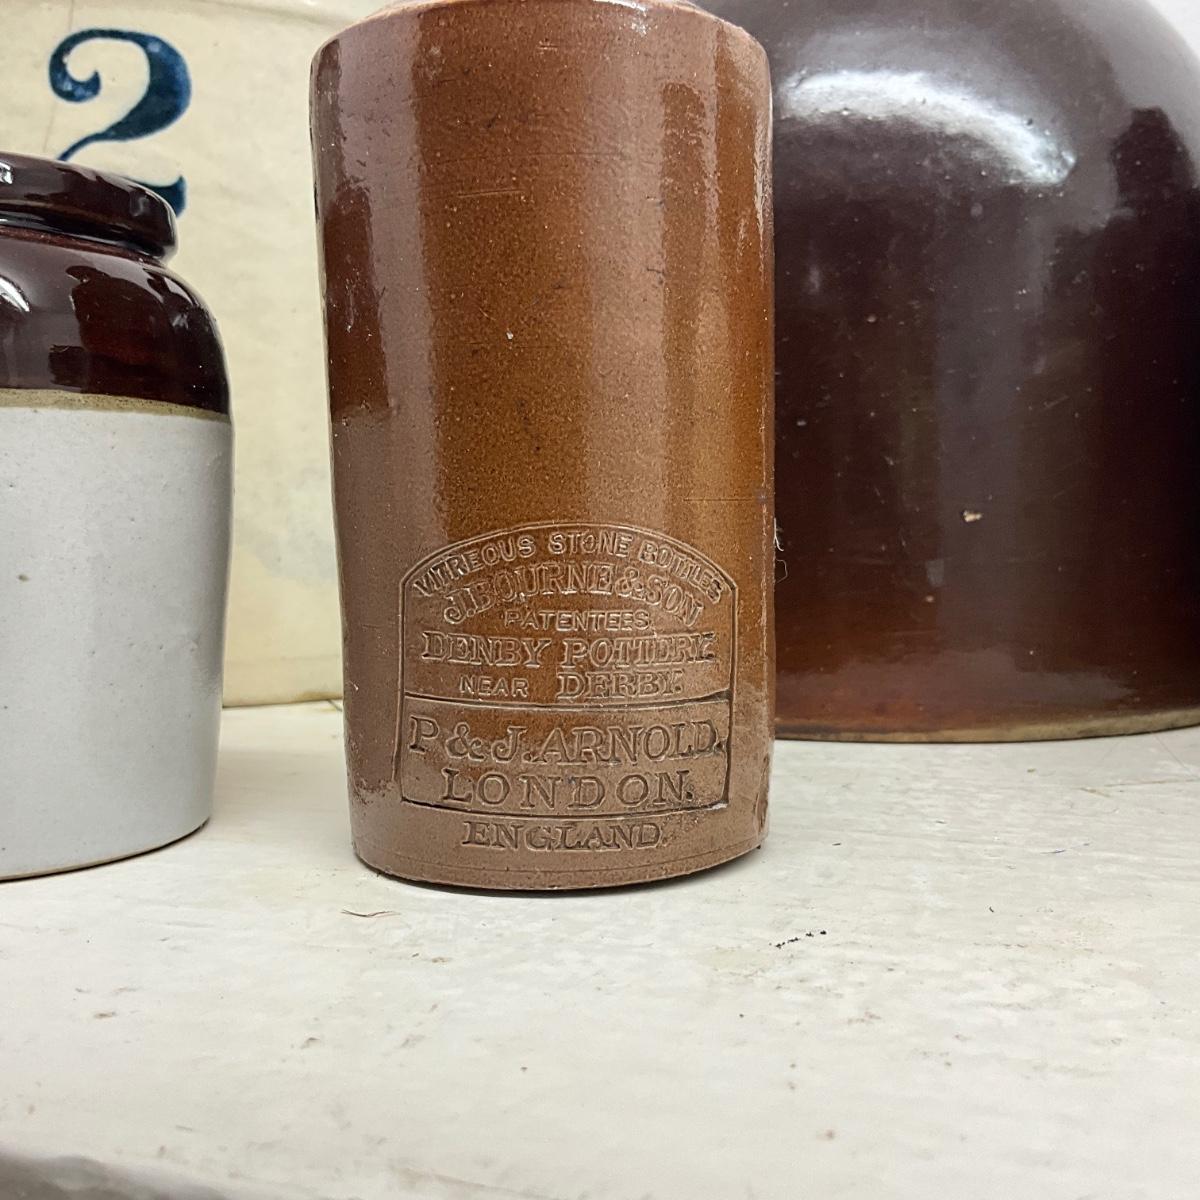 2
VITREOUS STONE BOTTLES
J. BOURNE & SON
PATENTEES.
DENBY POTTERY
NEAR DERBY.
P & J. ARNOLD.
LONDON.
ENGLAND.